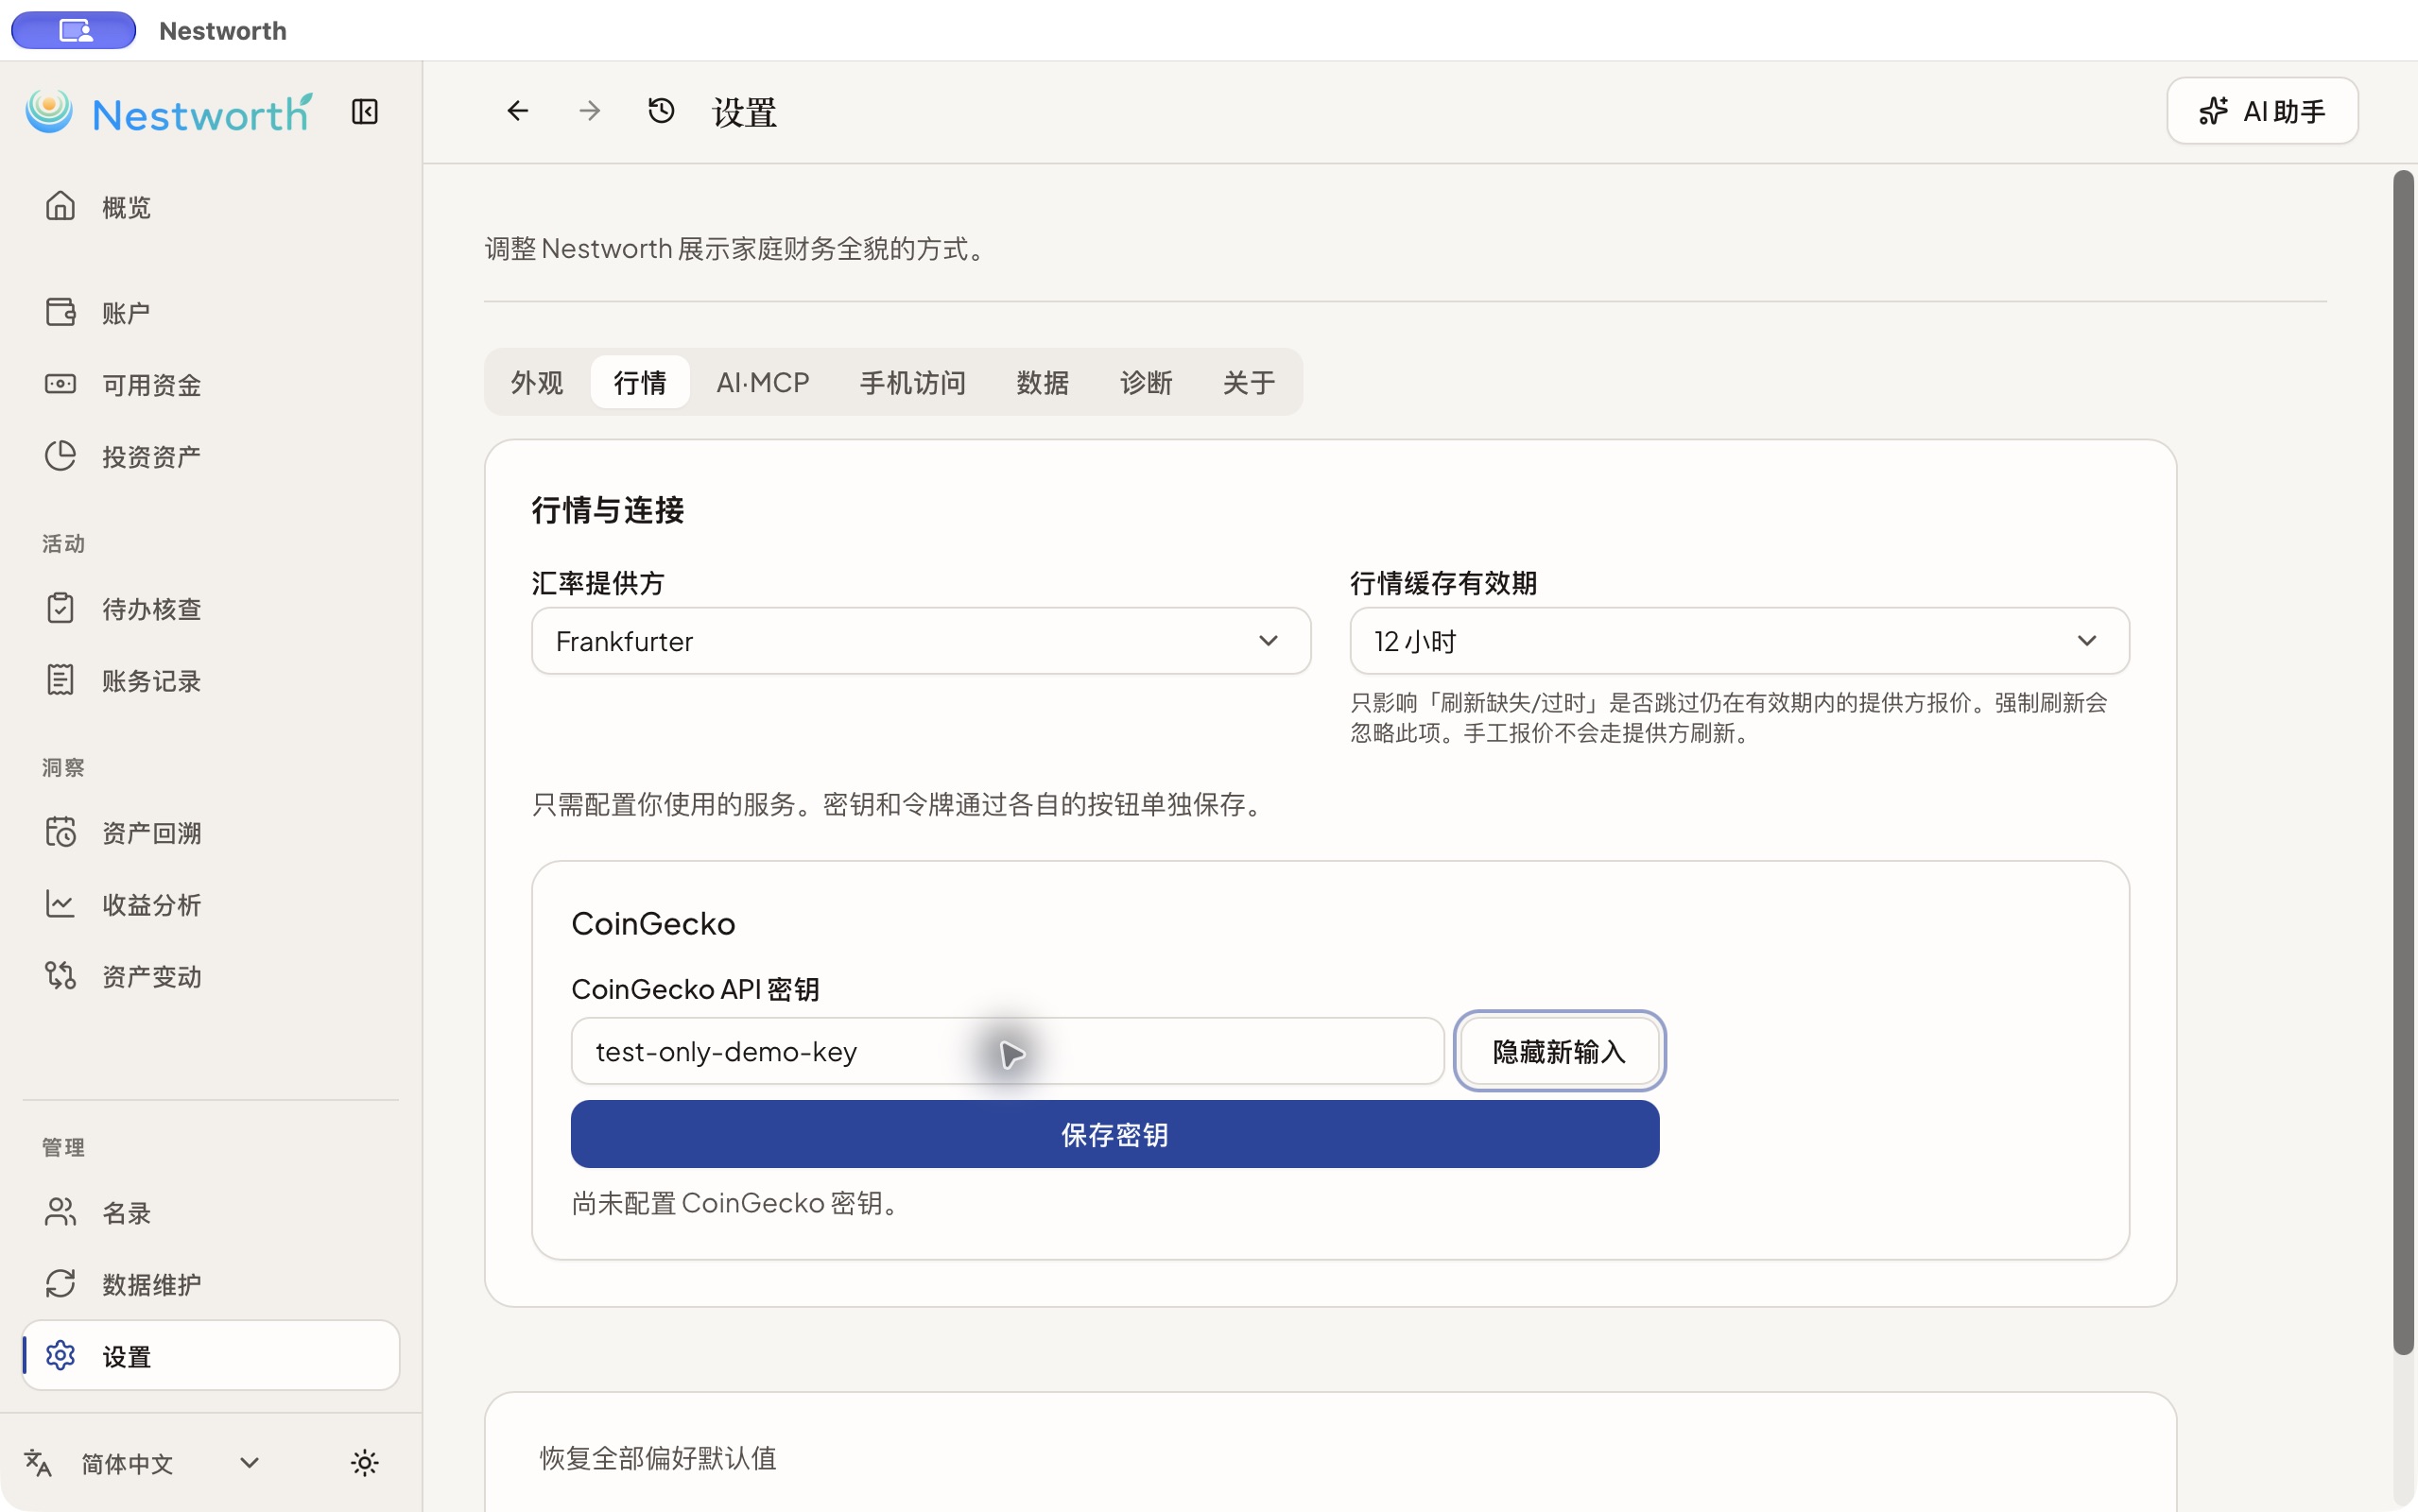 Nestworth
Nestworth
设置
AI 助手
概览
账户
可用资金
投资资产
活动
待办核查
账务记录
洞察
资产回溯
收益分析
资产变动
管理
名录
数据维护
设置
简体中文
调整 Nestworth 展示家庭财务全貌的方式。
外观 行情 AI·MCP 手机访问 数据 诊断 关于
行情与连接
汇率提供方
Frankfurter
行情缓存有效期
12 小时
只影响「刷新缺失/过时」是否跳过仍在有效期内的提供方报价。强制刷新会
忽略此项。手工报价不会走提供方刷新。
只需配置你使用的服务。密钥和令牌通过各自的按钮单独保存。
CoinGecko
CoinGecko API 密钥
test-only-demo-key
隐藏新输入
保存密钥
尚未配置 CoinGecko 密钥。
恢复全部偏好默认值